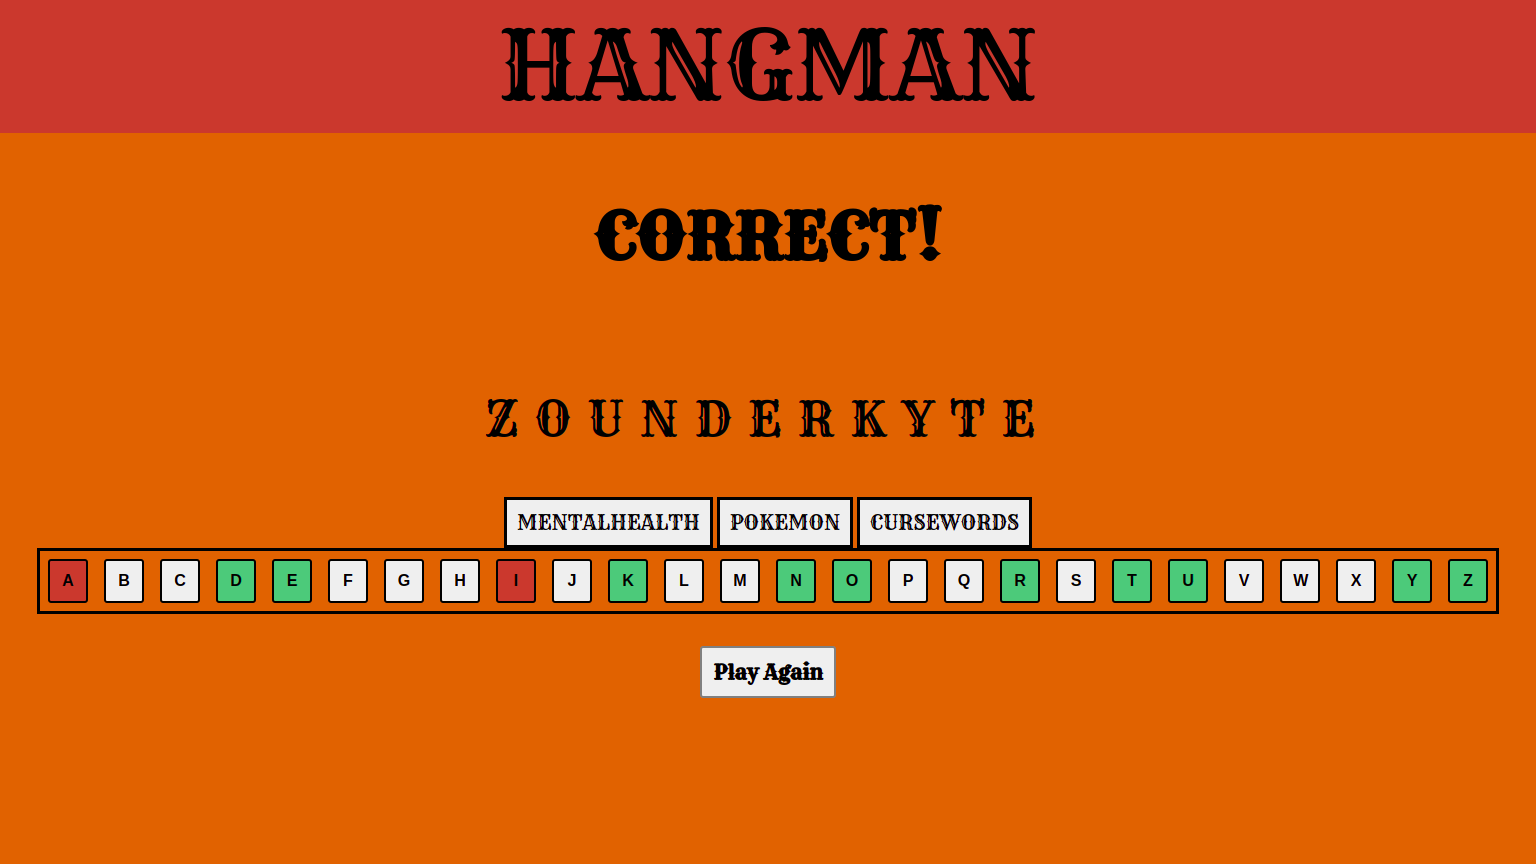 HANGMAN
CORRECT!
Z O U N D E R K Y T E
MENTALHEALTH POKEMON CURSEWORDS
A B C D E F G H I J K L M N O P Q R S T U V W X Y Z
Play Again